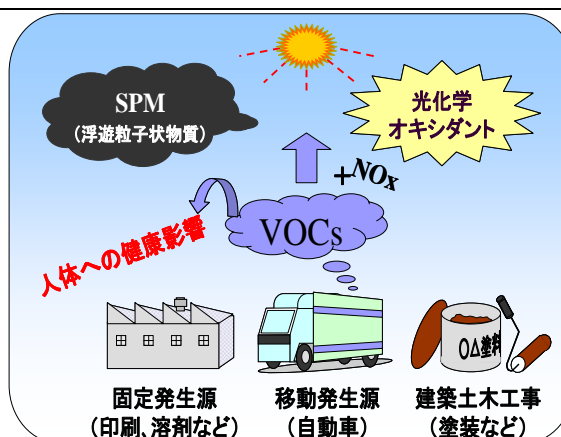 SPM
(浮遊粒子状物質)
光化学
オキシダント
+NOx
VOCs
人体への健康影響
○△塗料
固定発生源
(印刷、溶剤など)
移動発生源
(自動車)
建築土木工事
(塗装など)